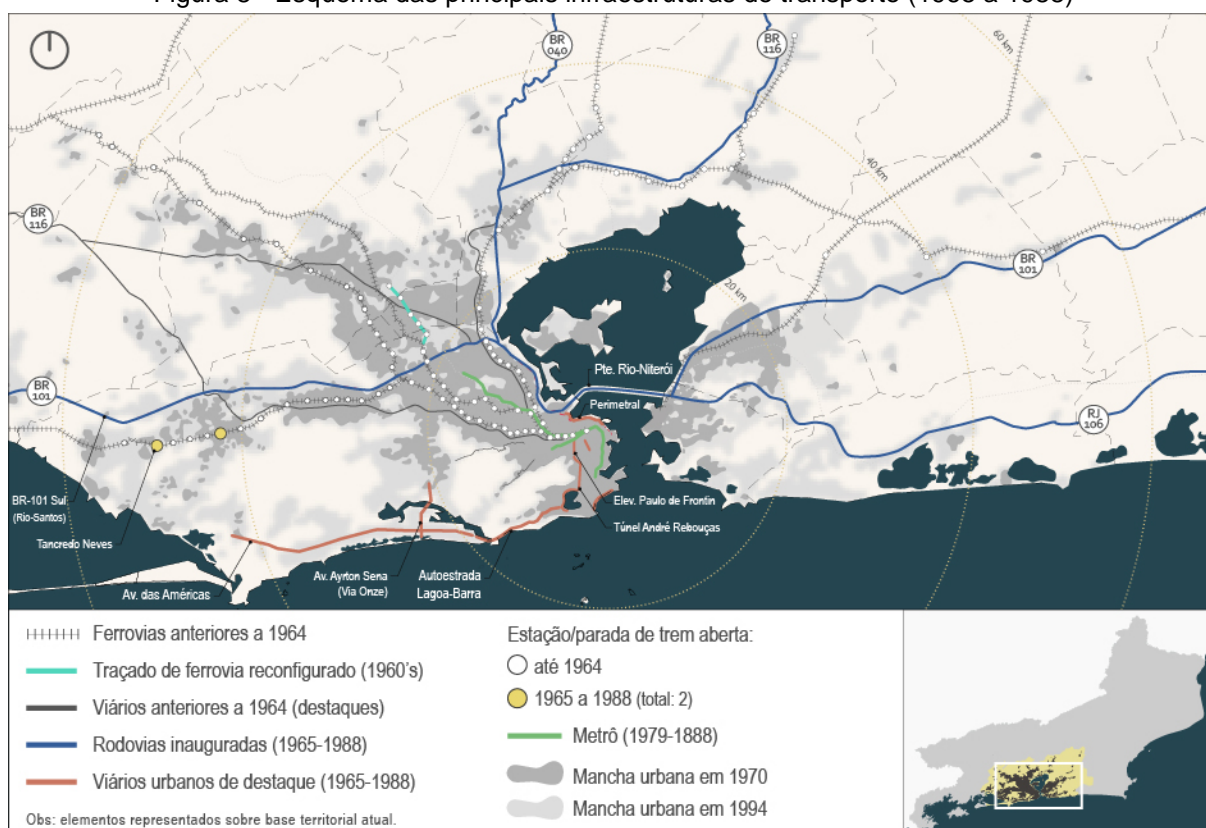 BR
040
BR
116
60 km
40 km
BR
116
BR
101
20 km
Pte. Rio-Niterói
BR
101
Perimetral
RJ
106
BR-101 Sul
(Rio-Santos)
Elev. Paulo de Frontin
Túnel André Rebouças
Tancredo Neves
Av. das Américas
Av. Ayrton Sena
(Via Onze)
Autoestrada
Lagoa-Barra
Ferrovias anteriores a 1964
Traçado de ferrovia reconfigurado (1960's)
Viários anteriores a 1964 (destaques)
Rodovias inauguradas (1965-1988)
Viários urbanos de destaque (1965-1988)
Obs: elementos representados sobre base territorial atual.
Estação/parada de trem aberta:
até 1964
1965 a 1988 (total: 2)
Metrô (1979-1888)
Mancha urbana em 1970
Mancha urbana em 1994